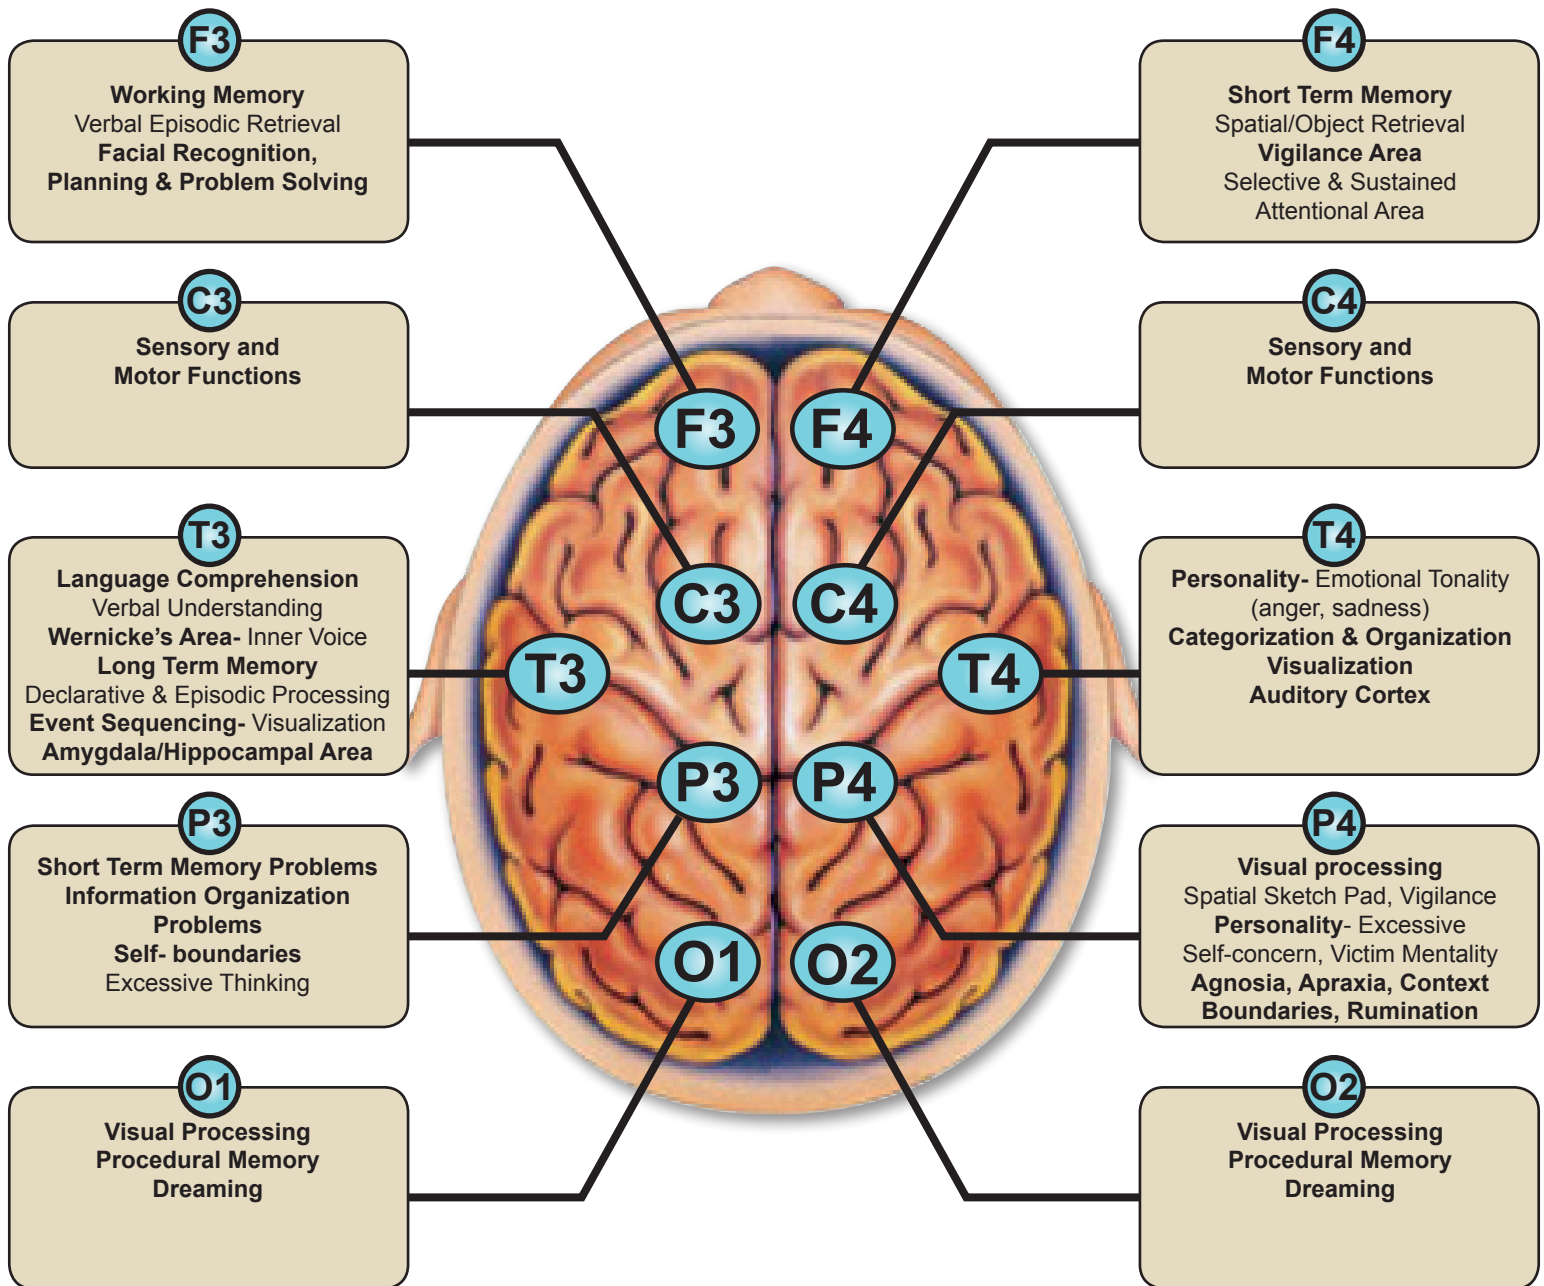 F3
Working Memory
Verbal Episodic Retrieval
Facial Recognition,
Planning & Problem Solving
F4
Short Term Memory
Spatial/Object Retrieval
Vigilance Area
Selective & Sustained
Attentional Area
C3
Sensory and
Motor Functions
C4
Sensory and
Motor Functions
T3
Language Comprehension
Verbal Understanding
Wernicke’s Area- Inner Voice
Long Term Memory
Declarative & Episodic Processing
Event Sequencing- Visualization
Amygdala/Hippocampal Area
T4
Personality- Emotional Tonality
(anger, sadness)
Categorization & Organization
Visualization
Auditory Cortex
P3
Short Term Memory Problems
Information Organization
Problems
Self- boundaries
Excessive Thinking
P4
Visual processing
Spatial Sketch Pad, Vigilance
Personality- Excessive
Self-concern, Victim Mentality
Agnosia, Apraxia, Context
Boundaries, Rumination
O1
Visual Processing
Procedural Memory
Dreaming
O2
Visual Processing
Procedural Memory
Dreaming
F3 F4
C3 C4
T3 T4
P3 P4
O1 O2